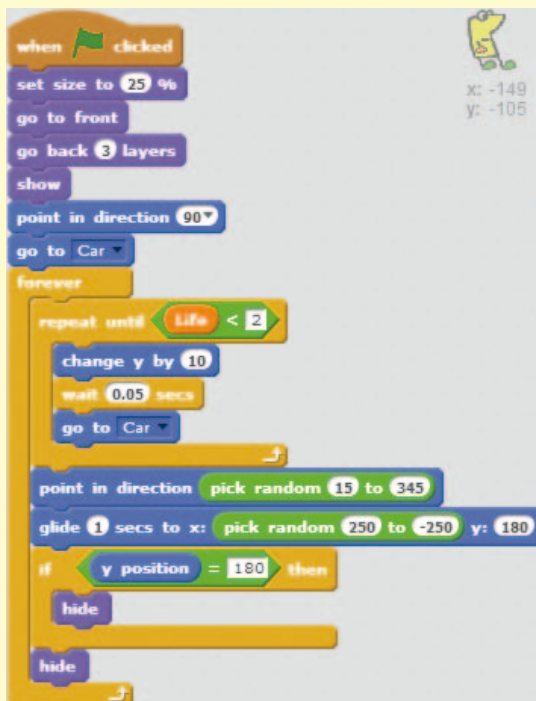 when clicked
x: -149
y: -105
set size to 25 %
go to front
go back 3 layers
show
point in direction 90
go to Car
forever
repeat until Life < 2
change y by 10
wait 0.05 secs
go to Car
point in direction pick random 15 to 345
glide 1 secs to x: pick random 250 to -250 y: 180
if y position = 180 then
hide
hide